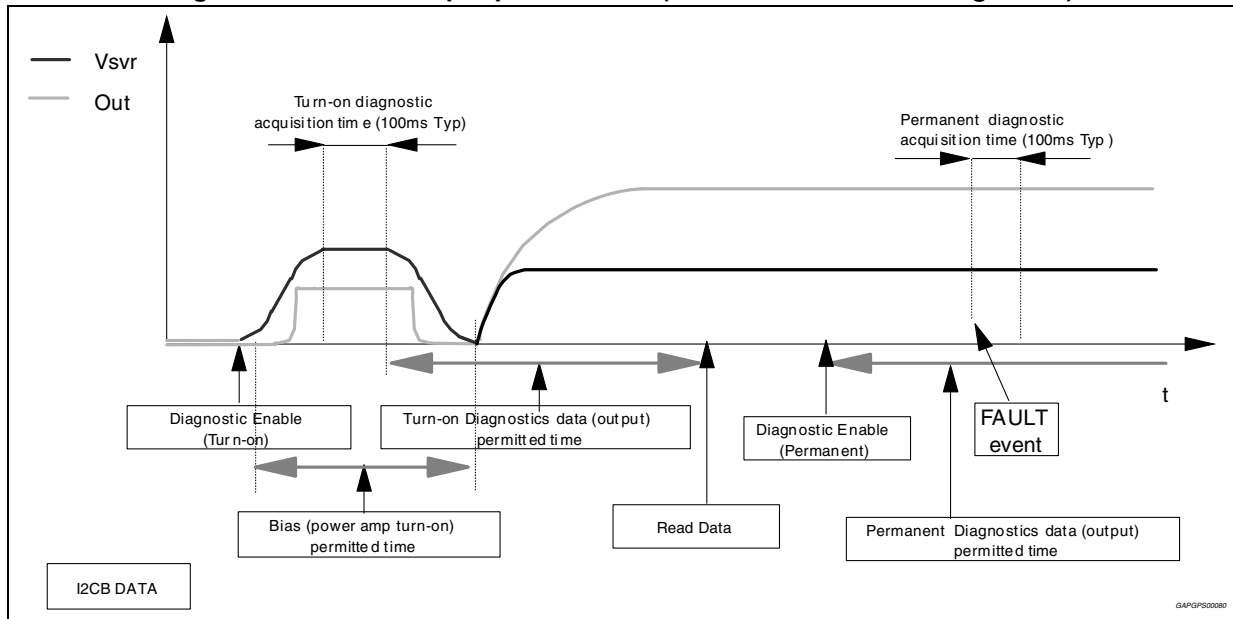 Vsvr
Out
Turn-on diagnostic
acquisition time (100ms Typ)
Permanent diagnostic
acquisition time (100ms Typ )
t
Diagnostic Enable
(Turn-on)
Turn-on Diagnostics data (output)
permitted time
Diagnostic Enable
(Permanent)
FAULT
event
Bias (power amp turn-on)
permitted time
Read Data
Permanent Diagnostics data (output)
permitted time
I2CB DATA
GAPGPS00080